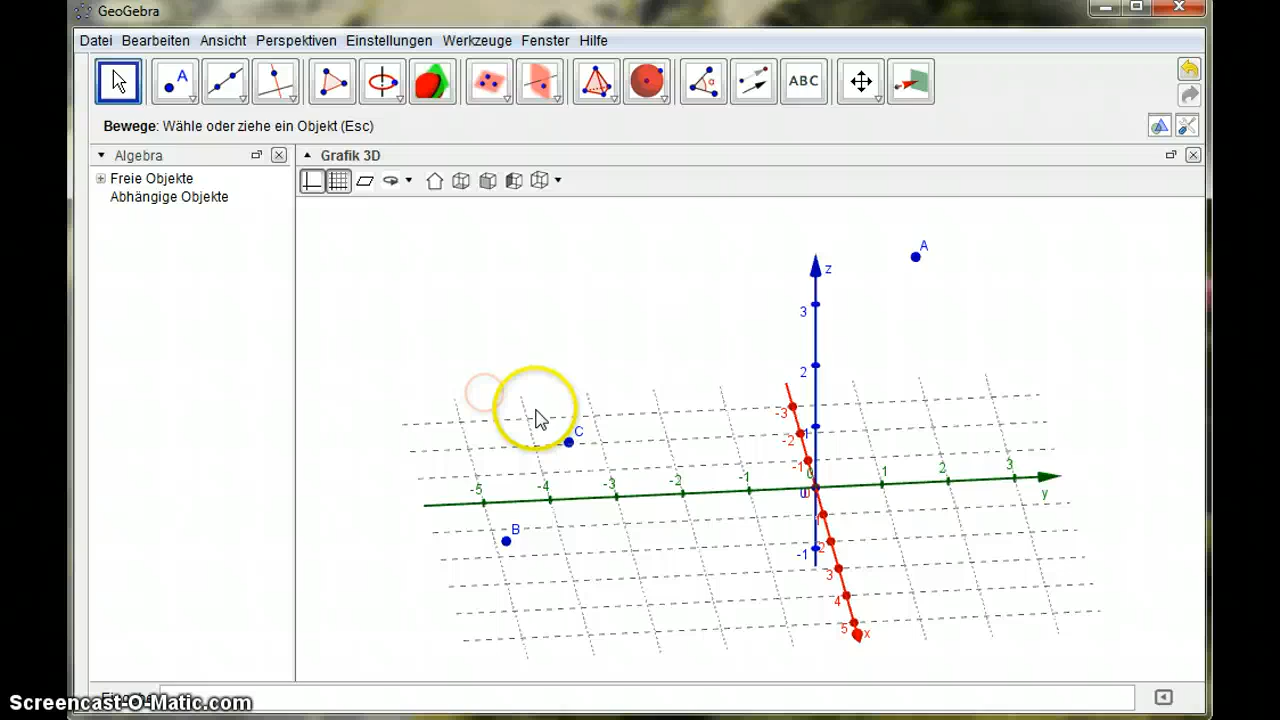 GeoGebra
Datei Bearbeiten Ansicht Perspektiven Einstellungen Werkzeuge Fenster Hilfe
A
ABC
Bewege: Wähle oder ziehe ein Objekt (Esc)
Algebra
Grafik 3D
Freie Objekte
Abhängige Objekte
A
z
3
2
1
-1
-3
-2
-1
0
C
B
-5 -4 -3 -2 -1
1 2 3
y
0
1
2
3
4
5
x
Screencast-O-Matic.com